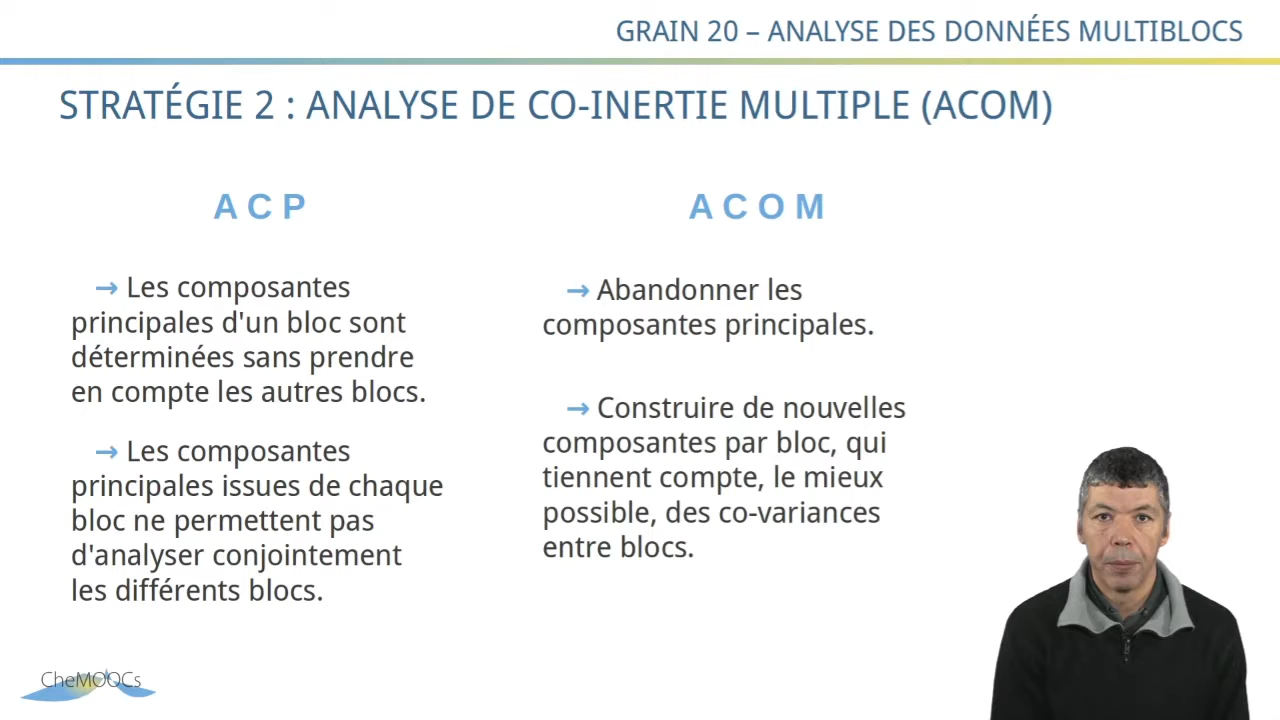 GRAIN 20 – ANALYSE DES DONNÉES MULTIBLOCS
STRATÉGIE 2 : ANALYSE DE CO-INERTIE MULTIPLE (ACOM)
ACP
→ Les composantes
principales d'un bloc sont
déterminées sans prendre
en compte les autres blocs.
→ Les composantes
principales issues de chaque
bloc ne permettent pas
d'analyser conjointement
les différents blocs.
ACOM
→ Abandonner les
composantes principales.
→ Construire de nouvelles
composantes par bloc, qui
tiennent compte, le mieux
possible, des co-variances
entre blocs.
CheMOOCs